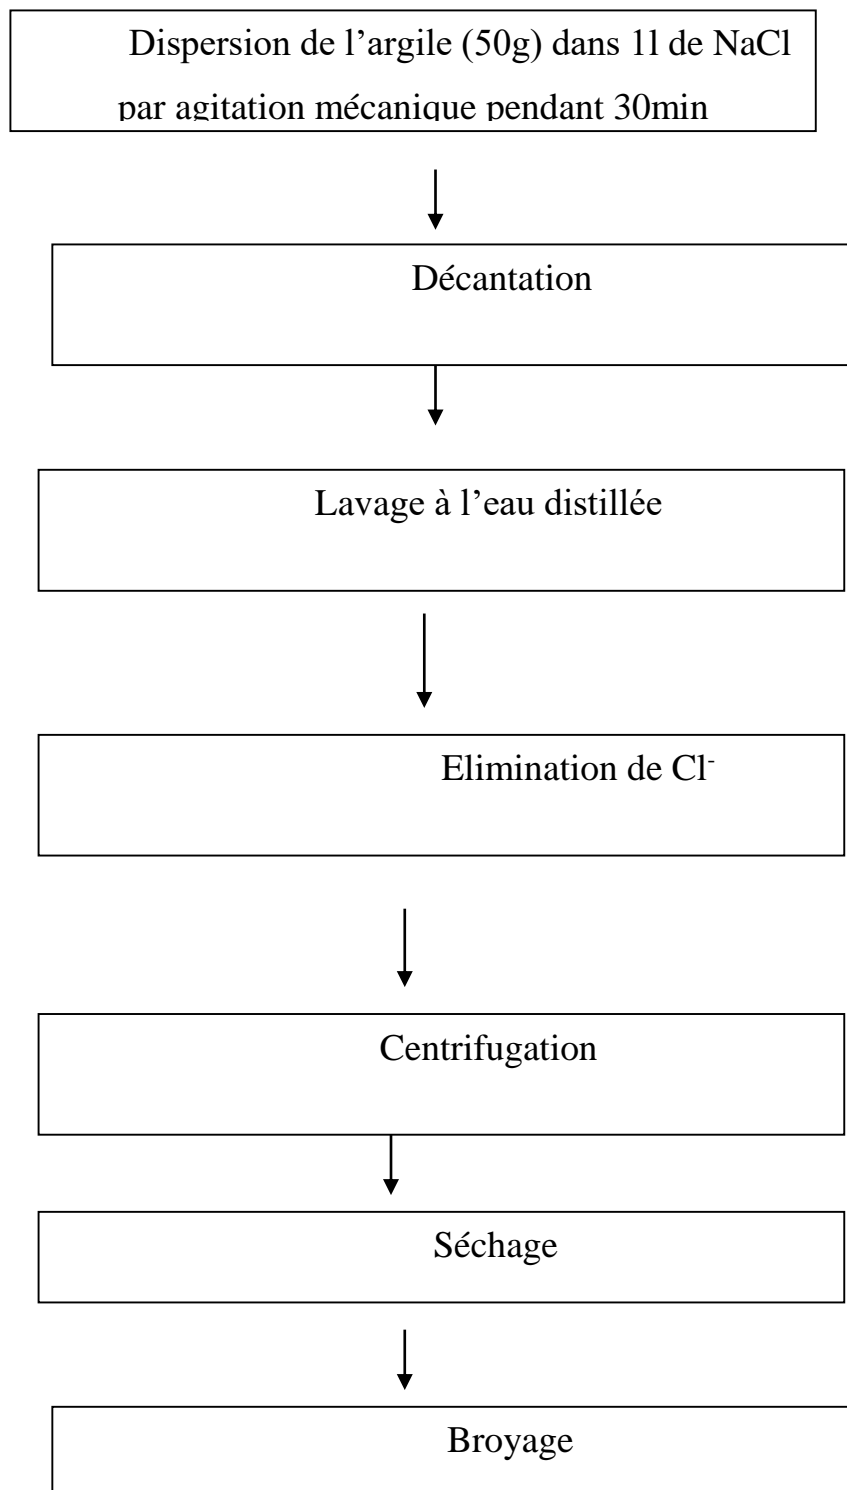 Dispersion de l’argile (50g) dans 1l de NaCl
par agitation mécanique pendant 30min
Décantation
Lavage à l’eau distillée
Elimination de Cl⁻
Centrifugation
Séchage
Broyage